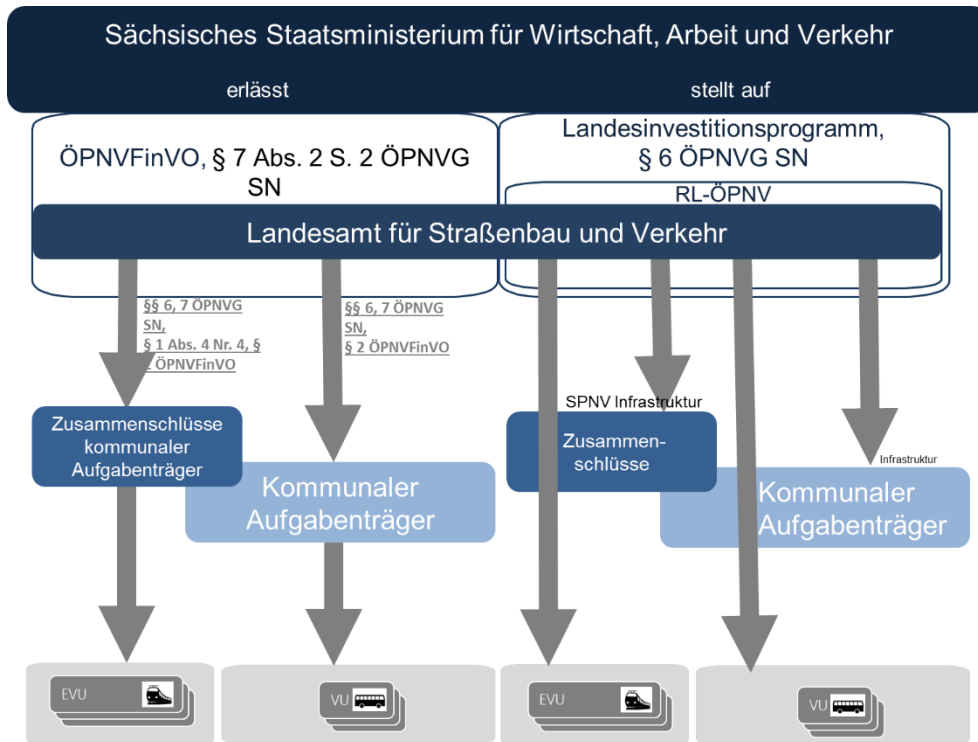 Sächsisches Staatsministerium für Wirtschaft, Arbeit und Verkehr
erlässt
stellt auf
ÖPNVFinVO, § 7 Abs. 2 S. 2 ÖPNVG
SN
Landesinvestitionsprogramm,
§ 6 ÖPNVG SN
RL-ÖPNV
Landesamt für Straßenbau und Verkehr
§§ 6, 7 ÖPNVG
SN,
§ 1 Abs. 4 Nr. 4, §
ÖPNVFinVO
§§ 6, 7 ÖPNVG
SN,
§ 2 ÖPNVFinVO
Zusammenschlüsse
kommunaler
Aufgabenträger
Kommunaler
Aufgabenträger
SPNV Infrastruktur
Zusammen-
schlüsse
Infrastruktur
Kommunaler
Aufgabenträger
EVU
VU
EVU
VU